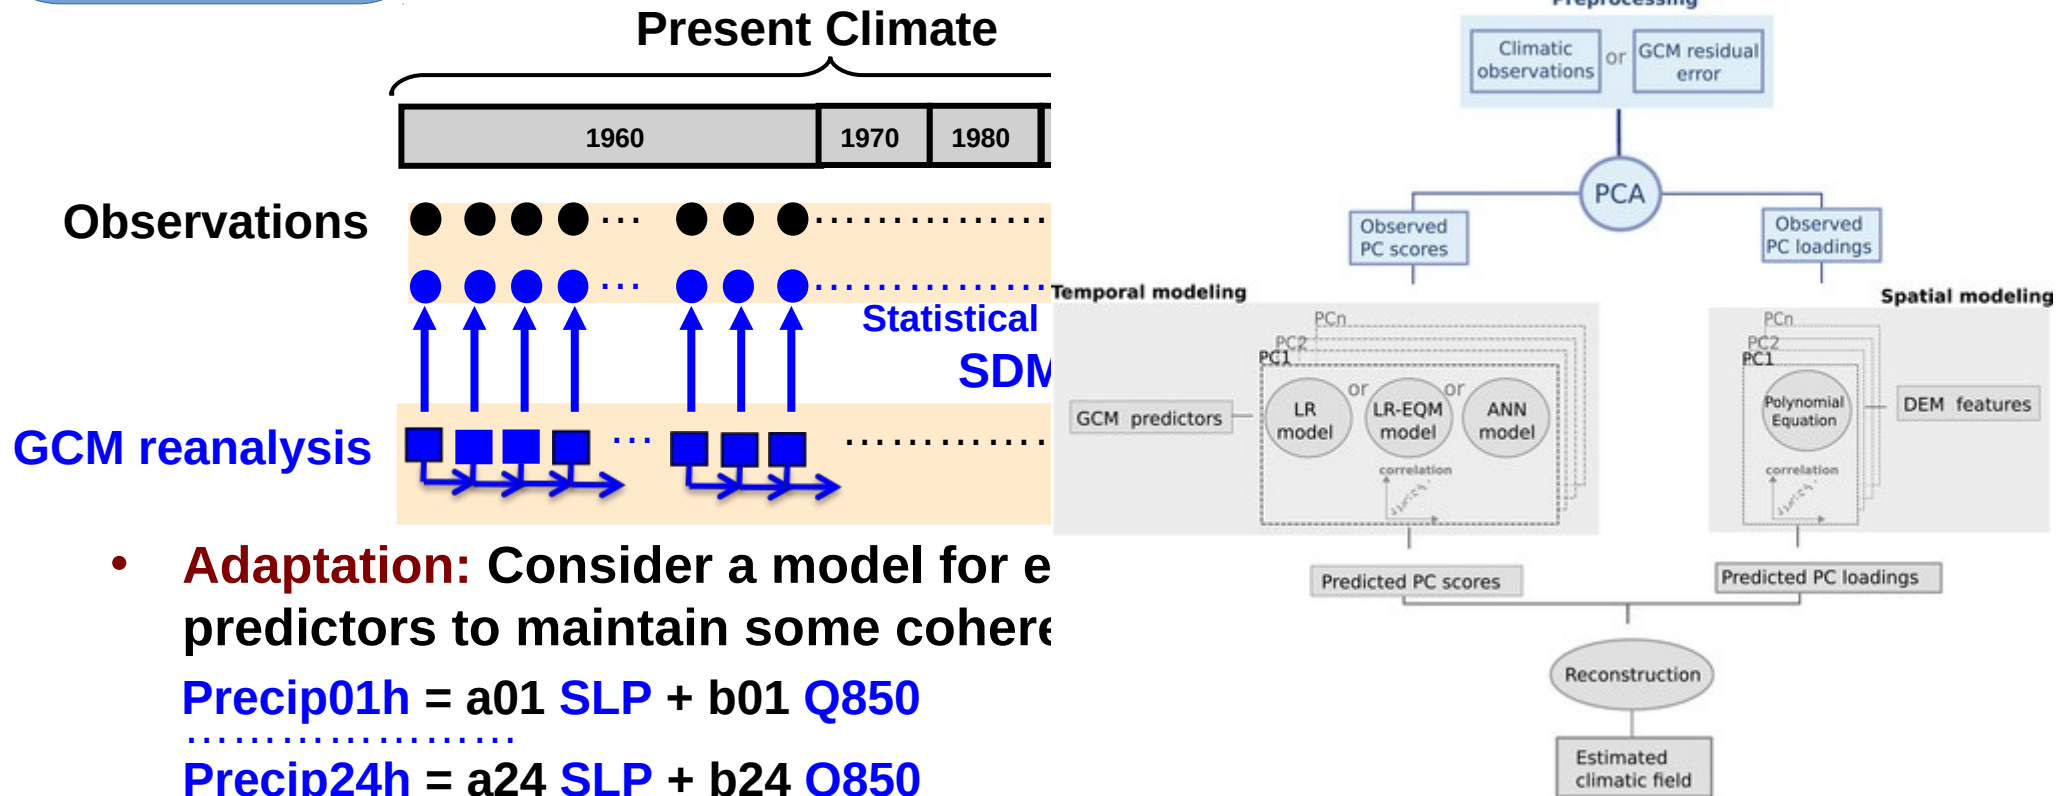 Present Climate
1960
1970
1980
Observations
Statistical
SDM
GCM reanalysis
• Adaptation: Consider a model for e
predictors to maintain some cohere
Precip01h = a01 SLP + b01 Q850
Precip24h = a24 SLP + b24 Q850
Preprocessing
Climatic
observations
or
GCM residual
error
PCA
Observed
PC scores
Observed
PC loadings
Temporal modeling
PCn
PC2
PC1
GCM predictors
LR
model
or
LR-EQM
model
or
ANN
model
correlation
Spatial modeling
PCn
PC2
PC1
Polynomial
Equation
DEM features
correlation
Predicted PC scores
Predicted PC loadings
Reconstruction
Estimated
climatic field